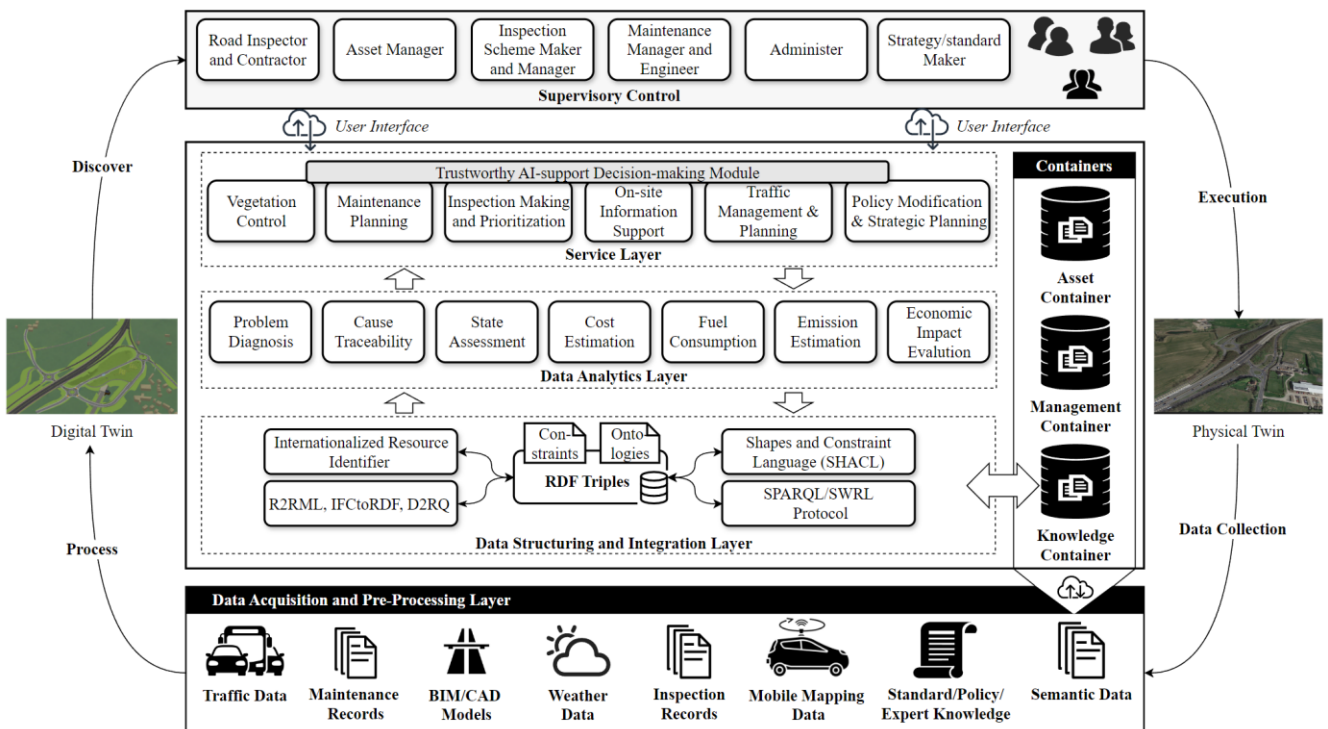 Road Inspector
and Contractor
Asset Manager
Inspection
Scheme Maker
and Manager
Maintenance
Manager and
Engineer
Administer
Strategy/standard
Maker
Supervisory Control
User Interface
User Interface
Discover
Execution
Trustworthy AI-support Decision-making Module
Vegetation
Control
Maintenance
Planning
Inspection Making
and Prioritization
On-site
Information
Support
Traffic
Management &
Planning
Policy Modification
& Strategic Planning
Service Layer
Containers
Asset
Container
Management
Container
Knowledge
Container
Problem
Diagnosis
Cause
Traceability
State
Assessment
Cost
Estimation
Fuel
Consumption
Emission
Estimation
Economic
Impact
Evalution
Data Analytics Layer
Digital Twin
Physical Twin
Internationalized Resource
Identifier
R2RML, IFCtoRDF, D2RQ
Con-
straints
Onto
logies
RDF Triples
Shapes and Constraint
Language (SHACL)
SPARQL/SWRL
Protocol
Data Structuring and Integration Layer
Process
Data Collection
Data Acquisition and Pre-Processing Layer
Traffic Data
Maintenance
Records
BIM/CAD
Models
Weather
Data
Inspection
Records
Mobile Mapping
Data
Standard/Policy/
Expert Knowledge
Semantic Data